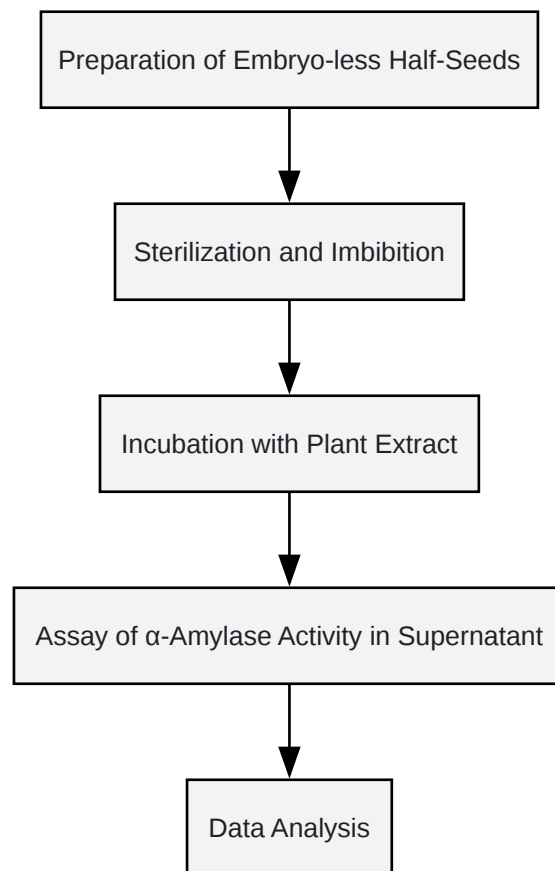 Preparation of Embryo-less Half-Seeds
Sterilization and Imbibition
Incubation with Plant Extract
Assay of α-Amylase Activity in Supernatant
Data Analysis